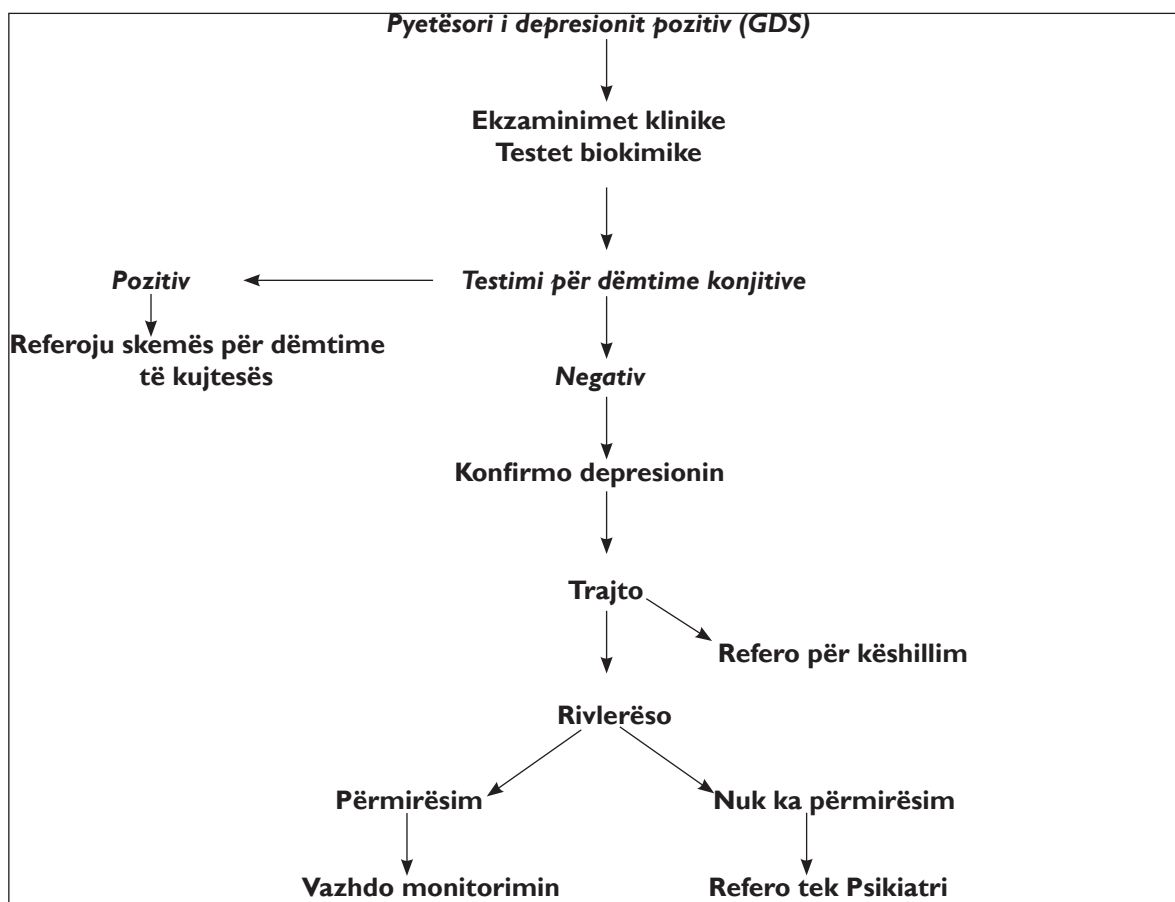 Pyetësori i depresionit pozitiv (GDS)
Ekzaminimet klinike
Testet biokimike
Pozitiv
Testimi për dëmtime konjitive
Referoju skemës për dëmtime
të kujtesës
Negativ
Konfirmo depresionin
Trajto
Refero për këshillim
Rivlerëso
Përmirësim
Nuk ka përmirësim
Vazhdo monitorimin
Refero tek Psikiatri